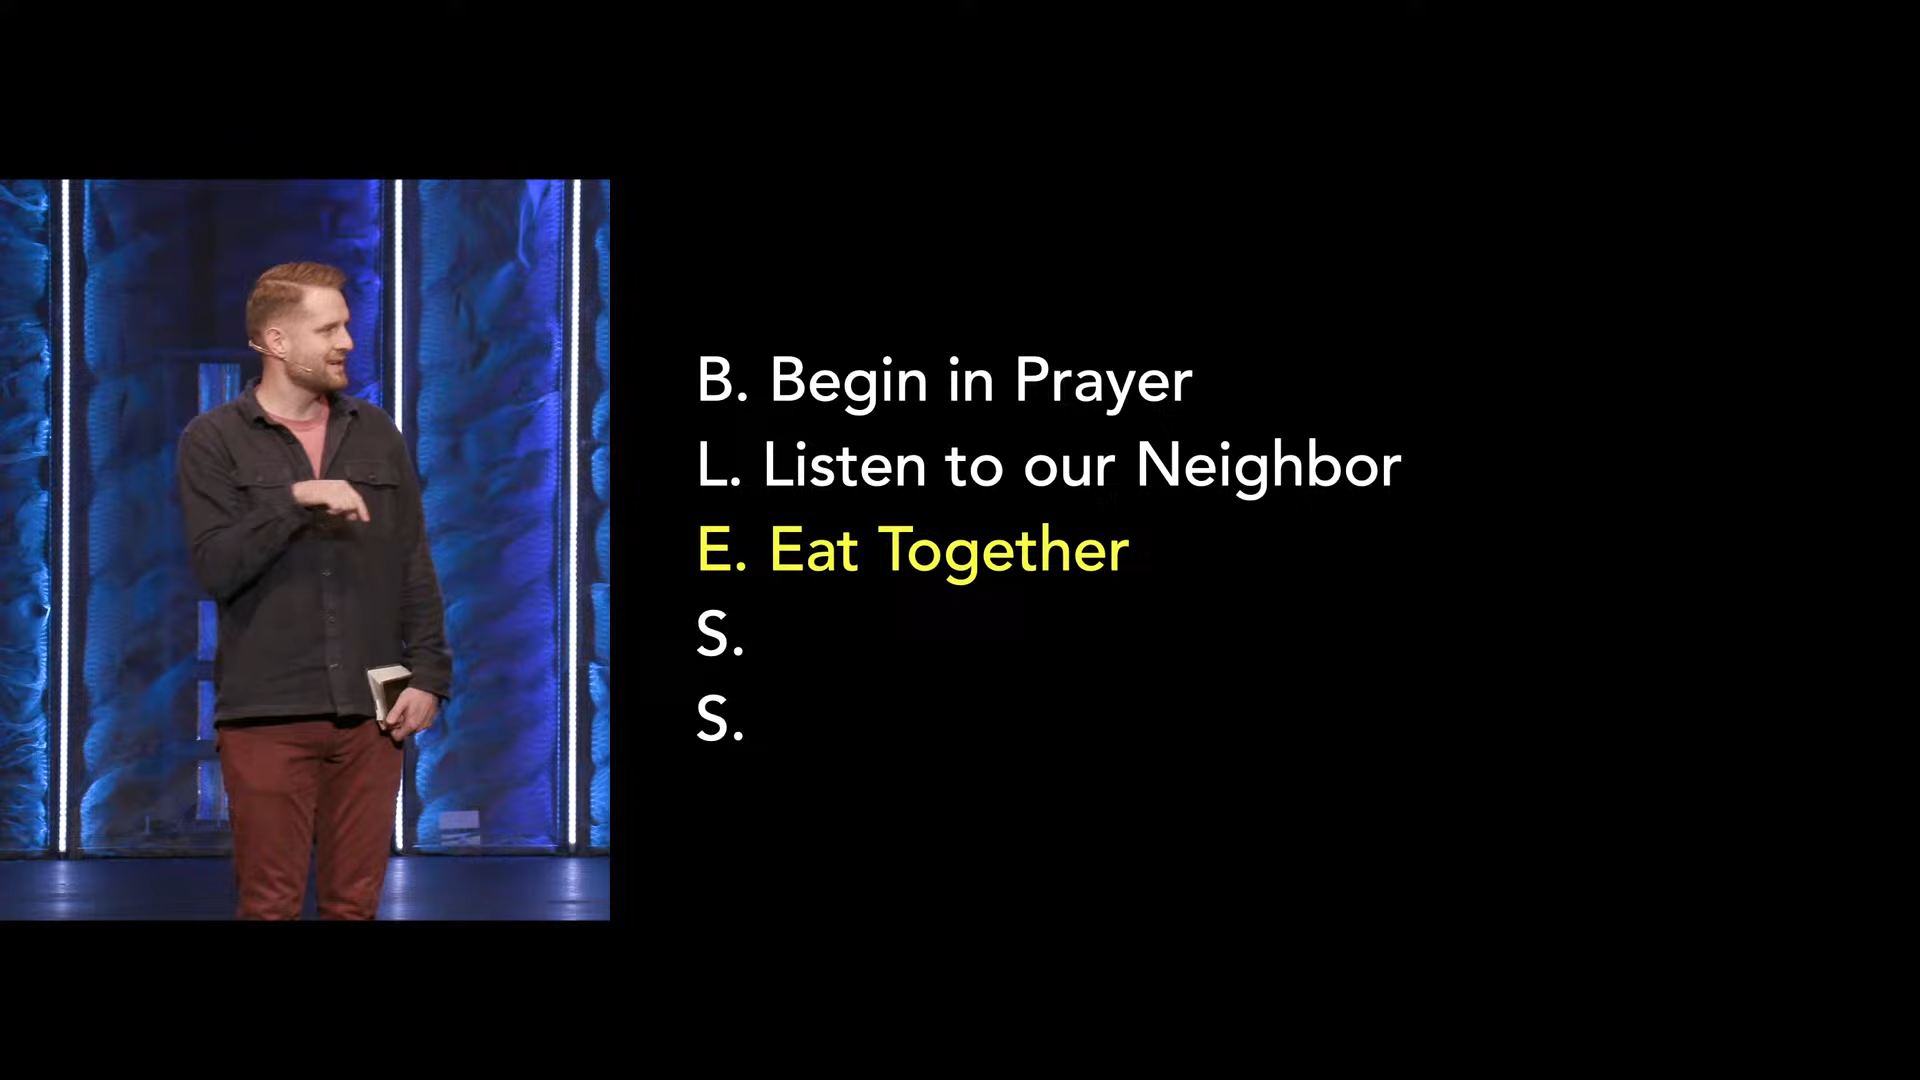 B. Begin in Prayer
L. Listen to our Neighbor
E. Eat Together
S.
S.